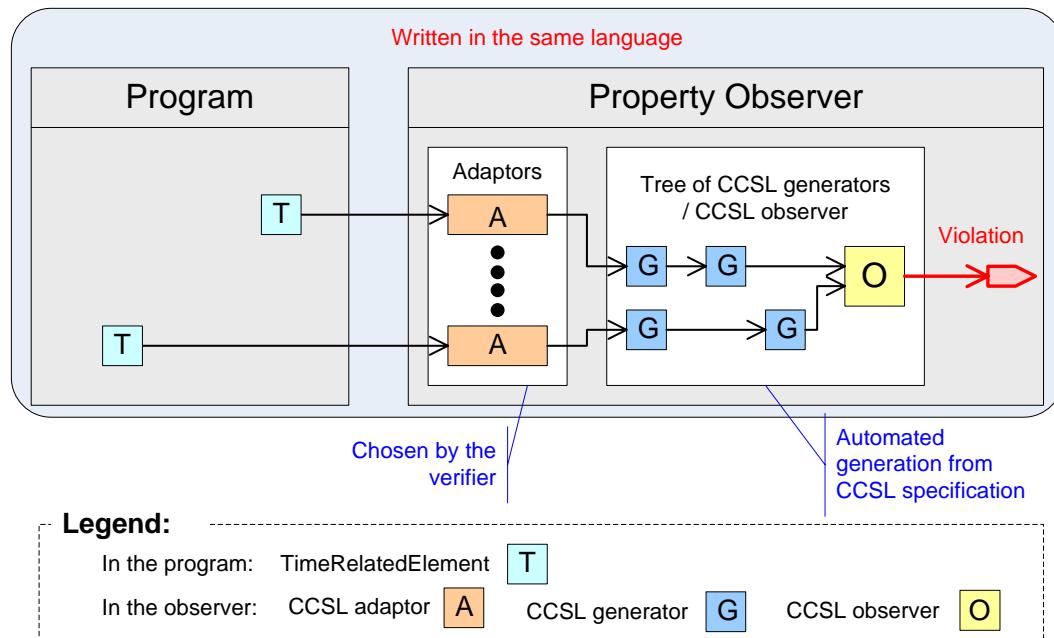 Written in the same language
Program
Property Observer
Adaptors
Tree of CCSL generators
/ CCSL observer
T
A
G
G
O
Violation
T
A
G
G
Chosen by the
verifier
Automated
generation from
CCSL specification
Legend:
In the program: TimeRelatedElement T
In the observer: CCSL adaptor A CCSL generator G CCSL observer O